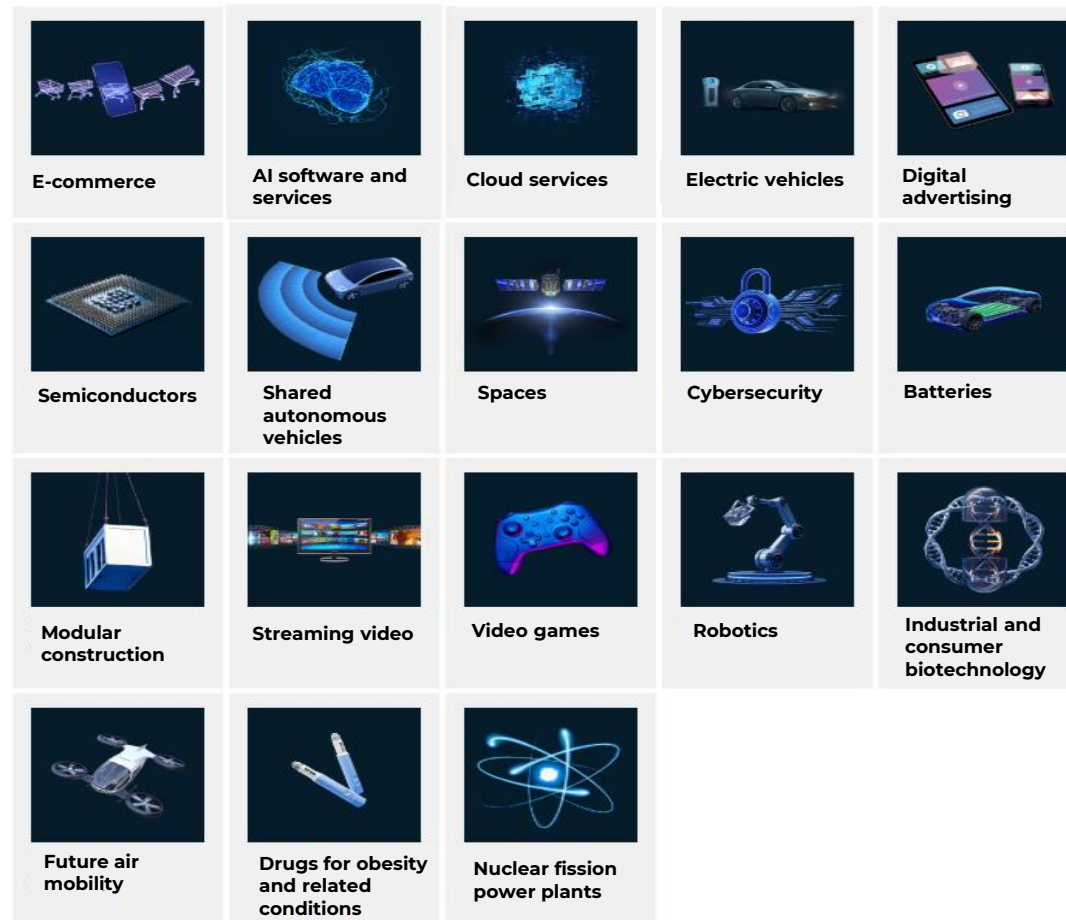 E-commerce
AI software and
services
Cloud services
Electric vehicles
Digital
advertising
Semiconductors
Shared
autonomous
vehicles
Spaces
Cybersecurity
Batteries
Modular
construction
Streaming video
Video games
Robotics
Industrial and
consumer
biotechnology
Future air
mobility
Drugs for obesity
and related
conditions
Nuclear fission
power plants